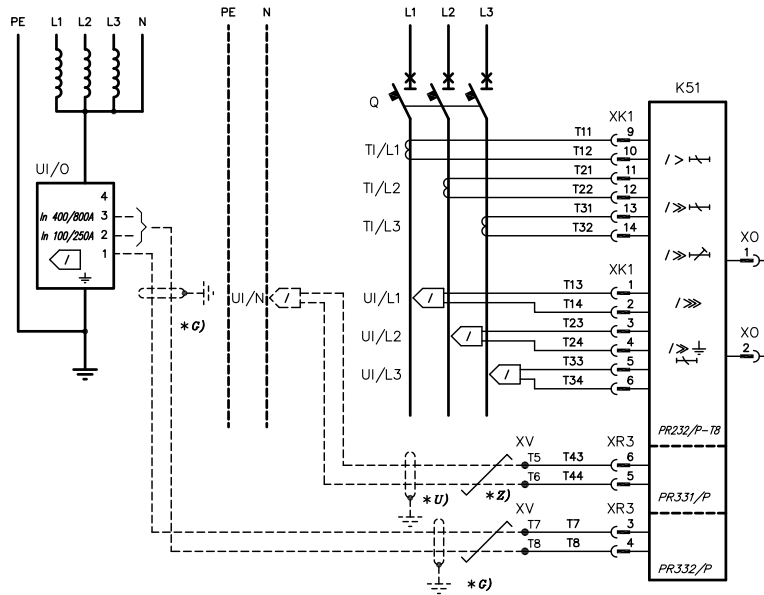 PE L1 L2 L3 N
PE N
L1 L2 L3
Q
K51
UI/O
4
In 400/800A 3
In 100/250A 2
1
/
*G)
UI/N /
XK1
TI/L1 T11 9
T12 10
TI/L2 T21 11
T22 12
TI/L3 T31 13
T32 14
XK1
UI/L1 / T13 1
T14 2
UI/L2 / T23 3
T24 4
UI/L3 / T33 5
T34 6
/>
/≫
/≫
/⋙
/≫
XO
1
XO
2
PR232/P-T8
XV XR3
T5 T43 6
T6 T44 5
*U) *Z)
PR331/P
XV XR3
T7 T7 3
T8 T8 4
*G)
PR332/P